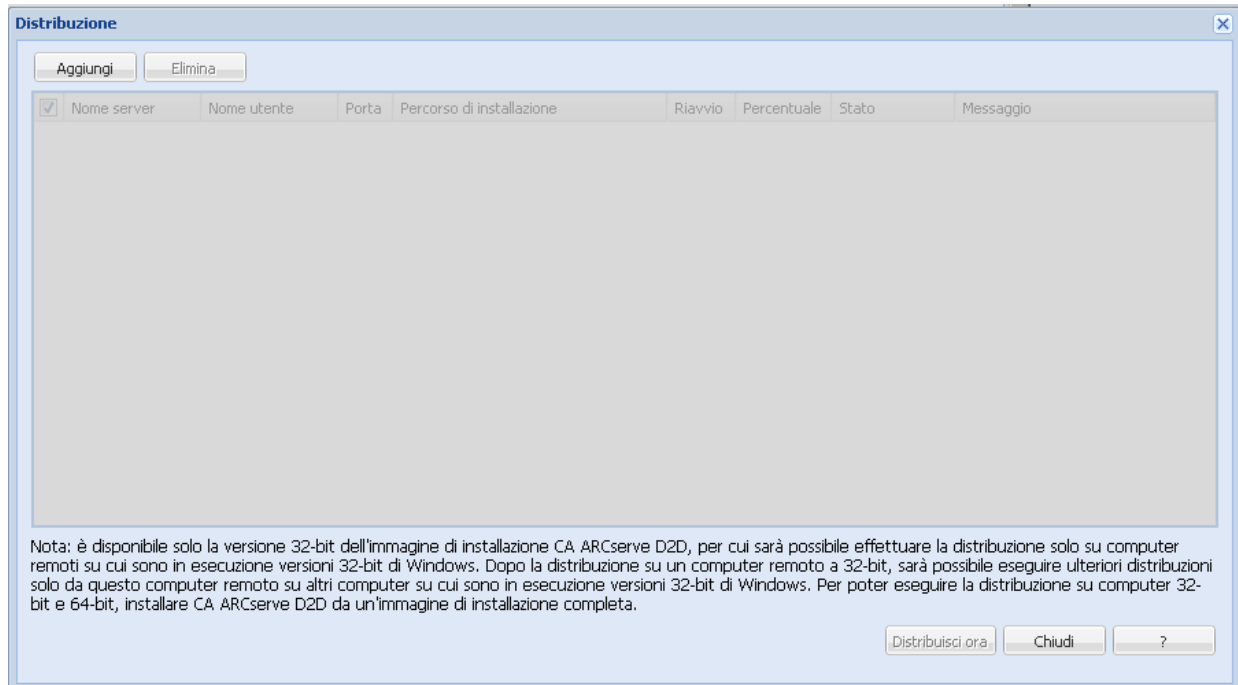 Distribuzione
Aggiungi
Elimina
Nome server Nome utente Porta Percorso di installazione Riavvio Percentuale Stato Messaggio
Nota: è disponibile solo la versione 32-bit dell'immagine di installazione CA ARCserve D2D, per cui sarà possibile effettuare la distribuzione solo su computer
remoti su cui sono in esecuzione versioni 32-bit di Windows. Dopo la distribuzione su un computer remoto a 32-bit, sarà possibile eseguire ulteriori distribuzioni
solo da questo computer remoto su altri computer su cui sono in esecuzione versioni 32-bit di Windows. Per poter eseguire la distribuzione su computer 32-
bit e 64-bit, installare CA ARCserve D2D da un'immagine di installazione completa.
Distribuisci ora
Chiudi
?